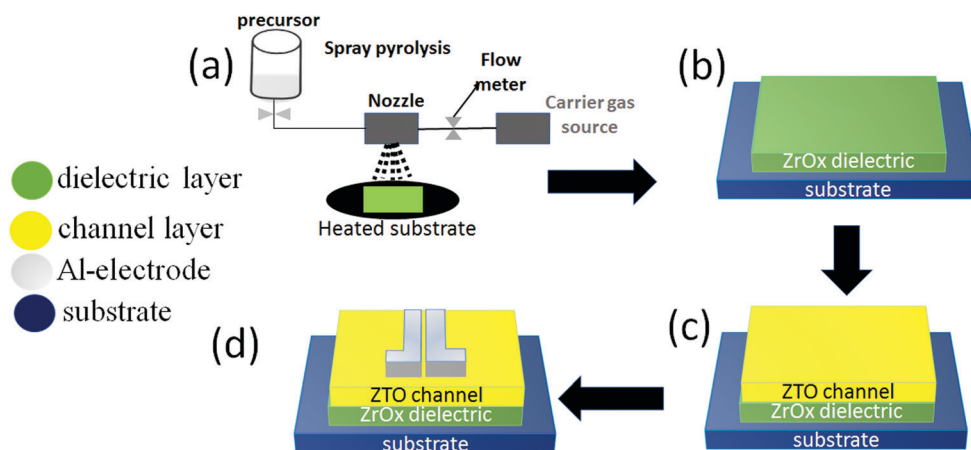 (a)
precursor
Spray pyrolysis
Flow
meter
Nozzle
Carrier gas
source
Heated substrate
(b)
ZrOx dielectric
substrate
dielectric layer
channel layer
Al-electrode
substrate
(c)
ZTO channel
ZrOx dielectric
substrate
(d)
ZTO channel
ZrOx dielectric
substrate